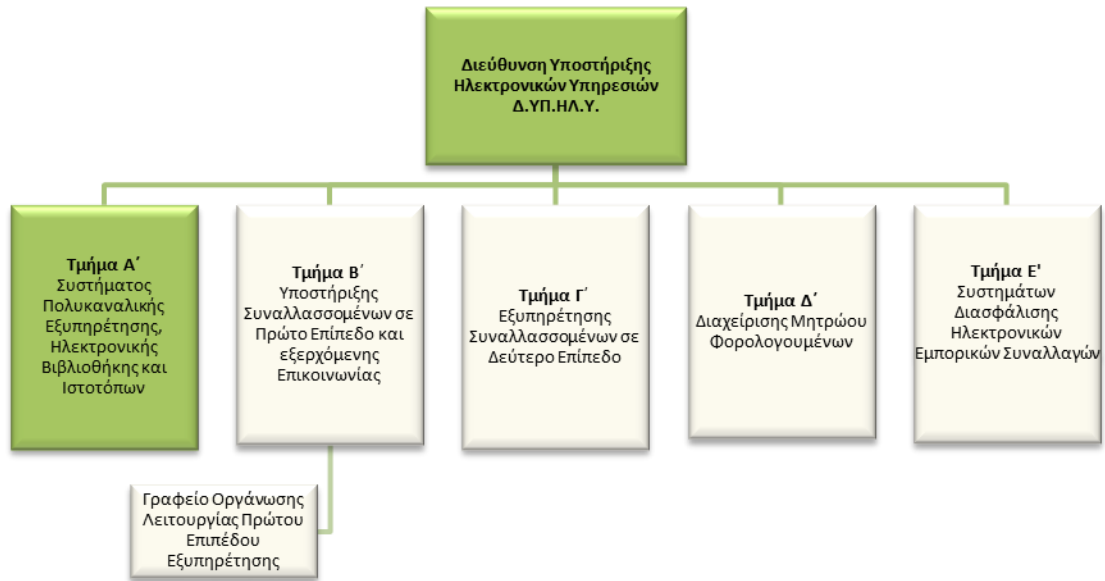 Διεύθυνση Υποστήριξης
Ηλεκτρονικών Υπηρεσιών
Δ.ΥΠ.ΗΛ.Υ.
Τμήμα Α΄
Συστήματος
Πολυκαναλικής
Εξυπηρέτησης,
Ηλεκτρονικής
Βιβλιοθήκης και
Ιστοτόπων
Τμήμα Β΄
Υποστήριξης
Συναλλασσομένων σε
Πρώτο Επίπεδο και
εξερχόμενης
Επικοινωνίας
Τμήμα Γ΄
Εξυπηρέτησης
Συναλλασσομένων σε
Δεύτερο Επίπεδο
Τμήμα Δ΄
Διαχείρισης Μητρώου
Φορολογουμένων
Τμήμα Ε'
Συστημάτων
Διασφάλισης
Ηλεκτρονικών
Εμπορικών Συναλλαγών
Γραφείο Οργάνωσης
Λειτουργίας Πρώτου
Επιπέδου
Εξυπηρέτησης